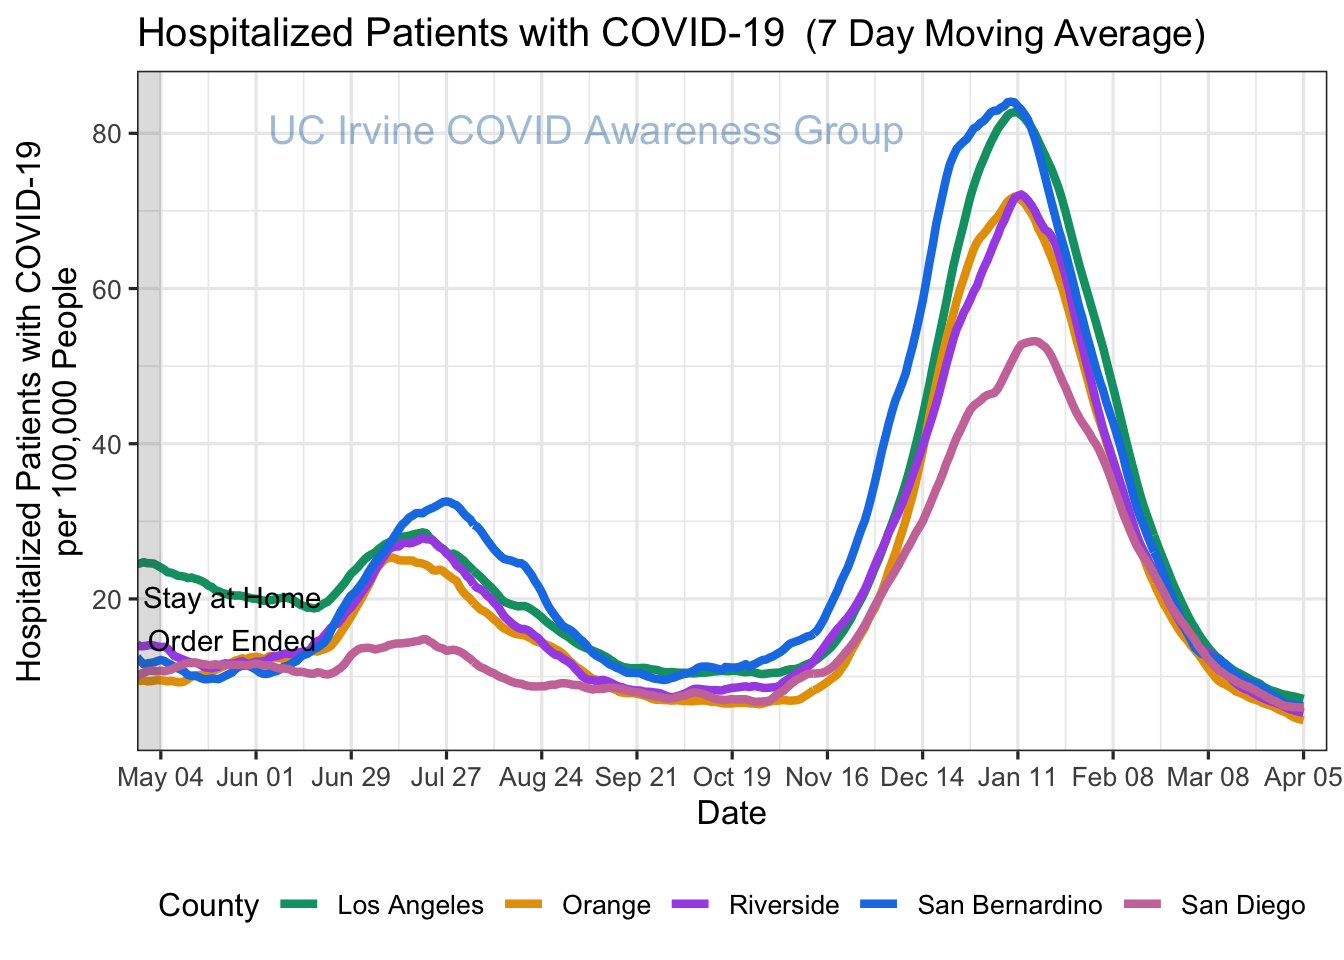 Hospitalized Patients with COVID-19  (7 Day Moving Average)
UC Irvine COVID Awareness Group
Hospitalized Patients with COVID-19
per 100,000 People
80
60
40
20
Stay at Home
Order Ended
May 04 Jun 01 Jun 29 Jul 27 Aug 24 Sep 21 Oct 19 Nov 16 Dec 14 Jan 11 Feb 08 Mar 08 Apr 05
Date
County Los Angeles Orange Riverside San Bernardino San Diego